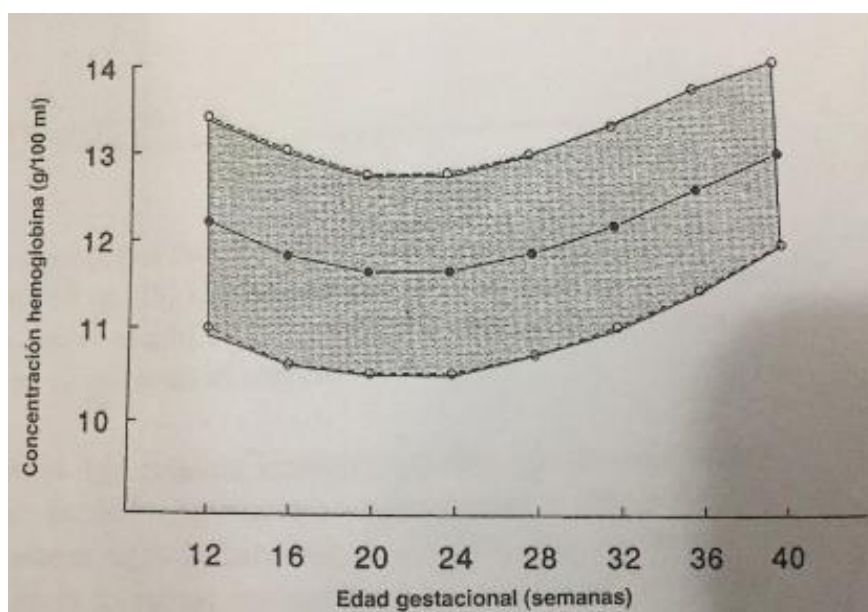 Concentración hemoglobina (g/100 ml)
14
13
12
11
10
12 16 20 24 28 32 36 40
Edad gestacional (semanas)